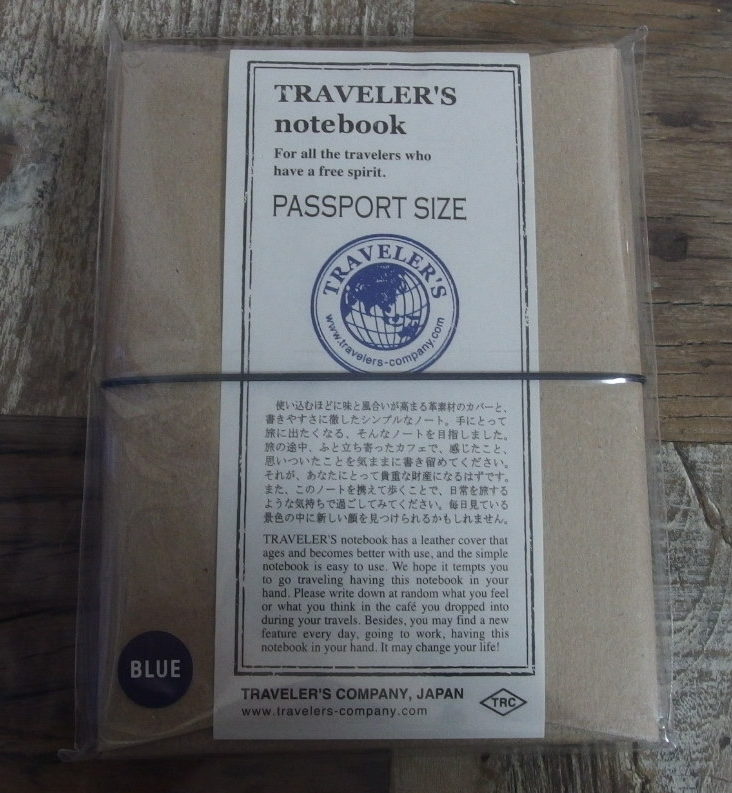 TRAVELER'S
notebook
For all the travelers who
have a free spirit.
PASSPORT SIZE
TRAVELER'S
www.travelers-company.com
使い込むほどに味と風合いが高まる革素材のカバーと、
書きやすさに徹したシンプルなノート。手にとって
旅に出たくなる、そんなノートを目指しました。
旅の途中、ふと立ち寄ったカフェで、感じたこと、
思いついたことを気ままに書き留めてください。
それが、あなたにとって貴重な財産になるはずです。
また、このノートを携えて歩くことで、日常を旅する
ような気持ちで過ごしてみてください。毎日見ている
景色の中に新しい顔を見つけられるかもしれません。
TRAVELER'S notebook has a leather cover that
ages and becomes better with use, and the simple
notebook is easy to use. We hope it tempts you
to go traveling having this notebook in your
hand. Please write down at random what you feel
or what you think in the café you dropped into
during your travels. Besides, you may find a new
feature every day, going to work, having this
notebook in your hand. It may change your life!
BLUE
TRAVELER'S COMPANY, JAPAN
www.travelers-company.com
TRC